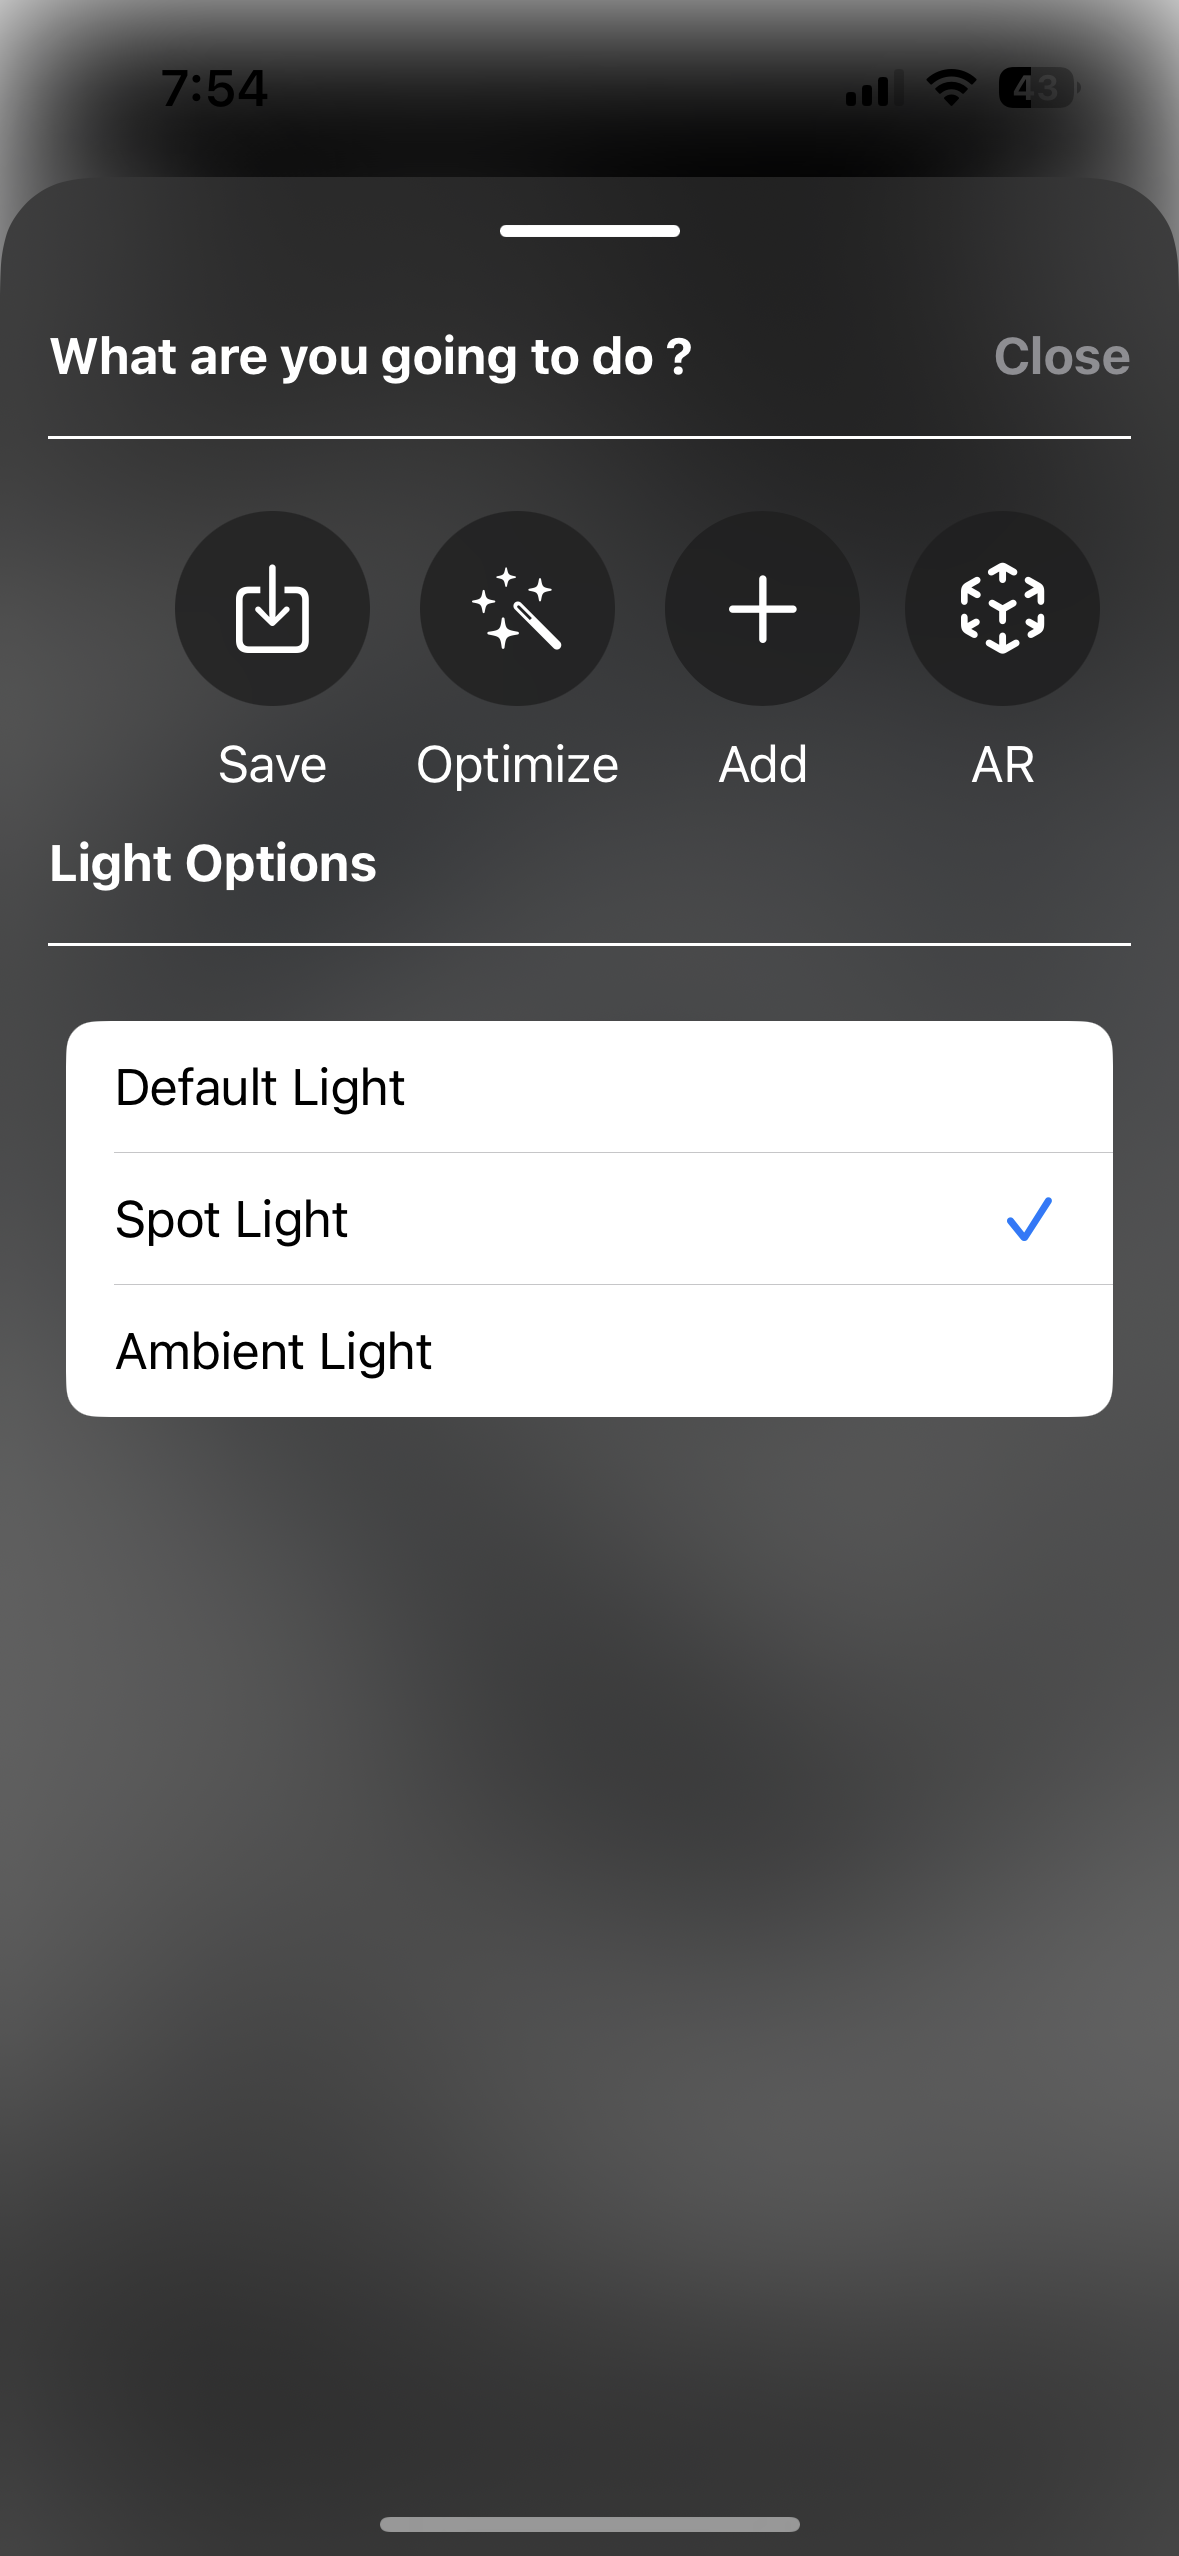 7:54
43
What are you going to do ?
Close
Save
Optimize
Add
AR
Light Options
Default Light
Spot Light
Ambient Light